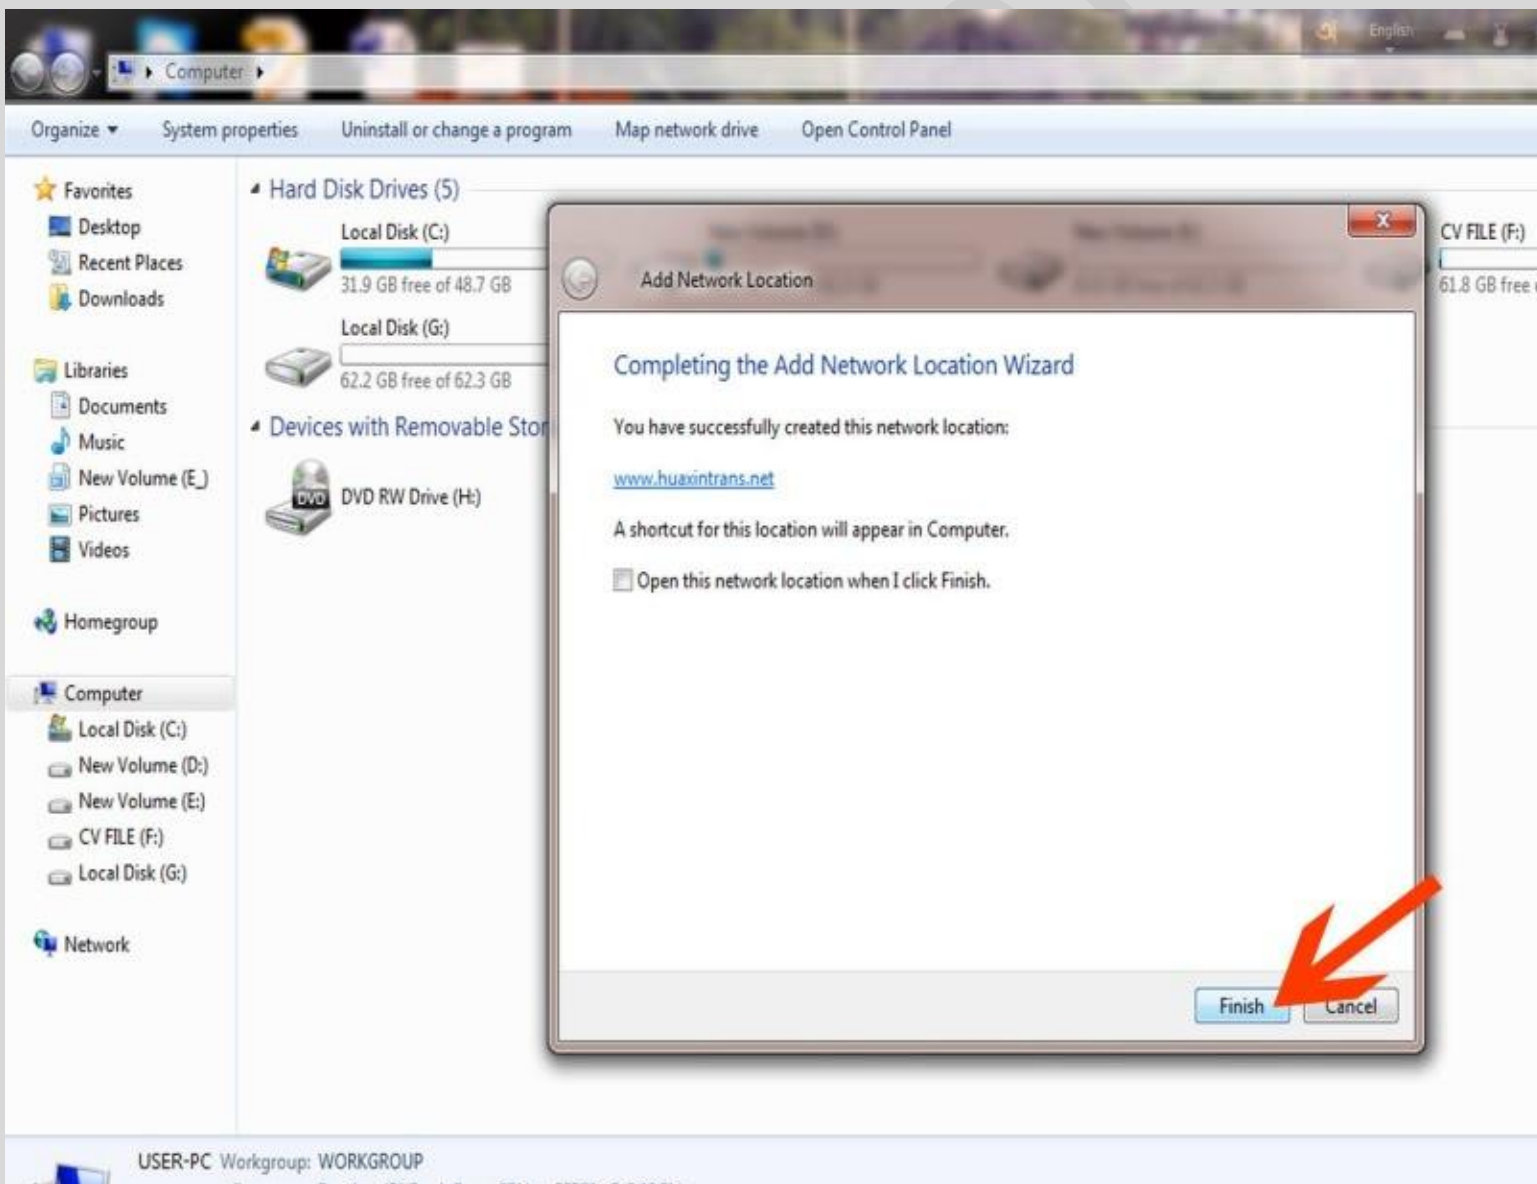 English
Computer
Organize
System properties
Uninstall or change a program
Map network drive
Open Control Panel
Favorites
Desktop
Recent Places
Downloads
Libraries
Documents
Music
New Volume (E_)
Pictures
Videos
Homegroup
Computer
Local Disk (C:)
New Volume (D:)
New Volume (E:)
CV FILE (F:)
Local Disk (G:)
Network
Hard Disk Drives (5)
Local Disk (C:)
31.9 GB free of 48.7 GB
Local Disk (G:)
62.2 GB free of 62.3 GB
CV FILE (F:)
61.8 GB free
Devices with Removable Stor
DVD
DVD RW Drive (H:)
Add Network Location
Completing the Add Network Location Wizard
You have successfully created this network location:
www.huaxintrans.net
A shortcut for this location will appear in Computer.
Open this network location when I click Finish.
Finish
Cancel
USER-PC Workgroup: WORKGROUP